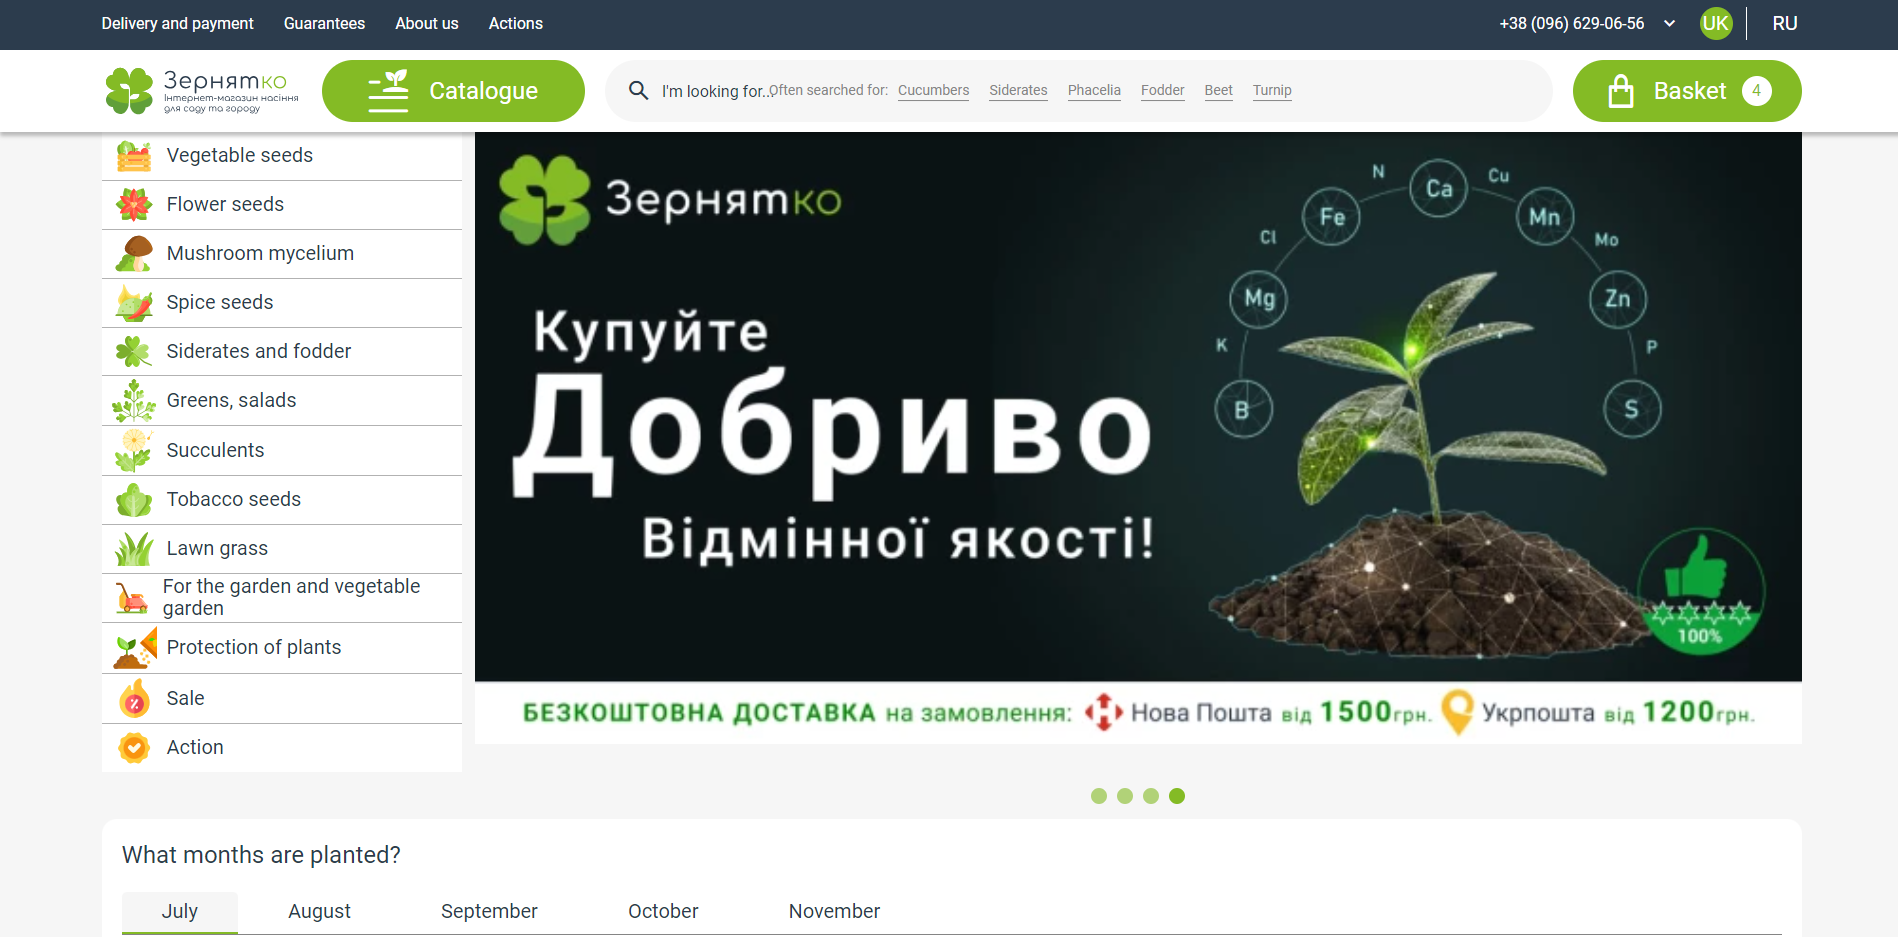 Delivery and payment Guarantees About us Actions +38 (096) 629-06-56 UK RU
Зернятко
Інтернет-магазин насіння
для саду та городу
Catalogue
I'm looking for... Often searched for: Cucumbers Siderates Phacelia Fodder Beet Turnip
Basket 4
Vegetable seeds
Flower seeds
Mushroom mycelium
Spice seeds
Siderates and fodder
Greens, salads
Succulents
Tobacco seeds
Lawn grass
For the garden and vegetable
garden
Protection of plants
Sale
Action
Зернятко
Купуйте
Добриво
Відмінної якості!
B K Mg Cl Fe N Ca Cu Mn Mo Zn P S
100%
БЕЗКОШТОВНА ДОСТАВКА на замовлення: Нова Пошта від 1500грн. Укрпошта від 1200грн.
What months are planted?
July August September October November